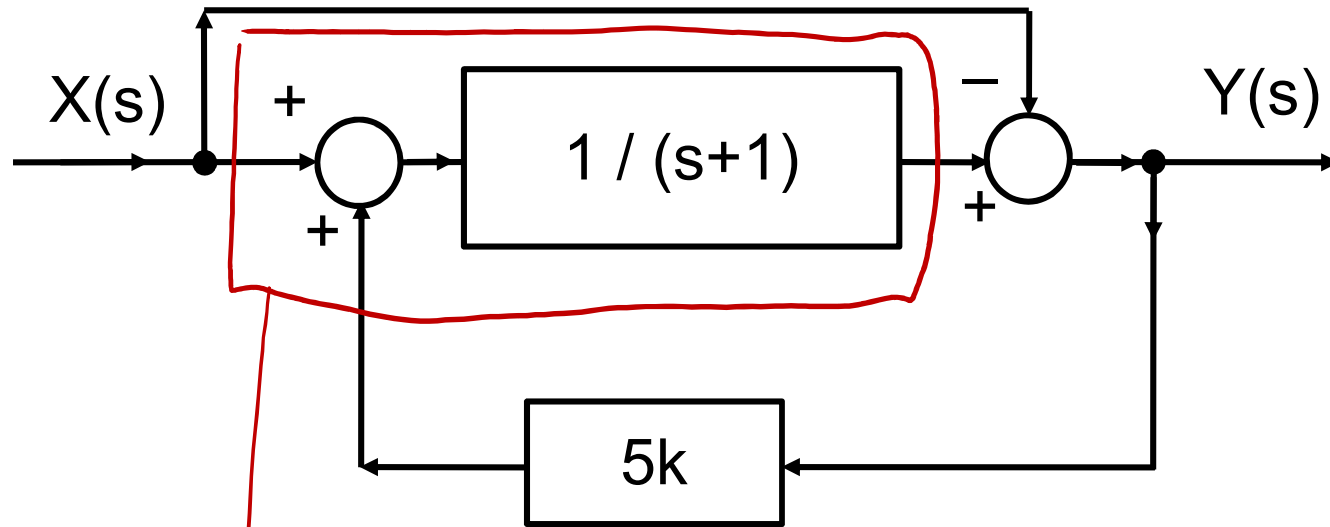 X(s)
+
1 / (s+1)
−
Y(s)
+
+
5k